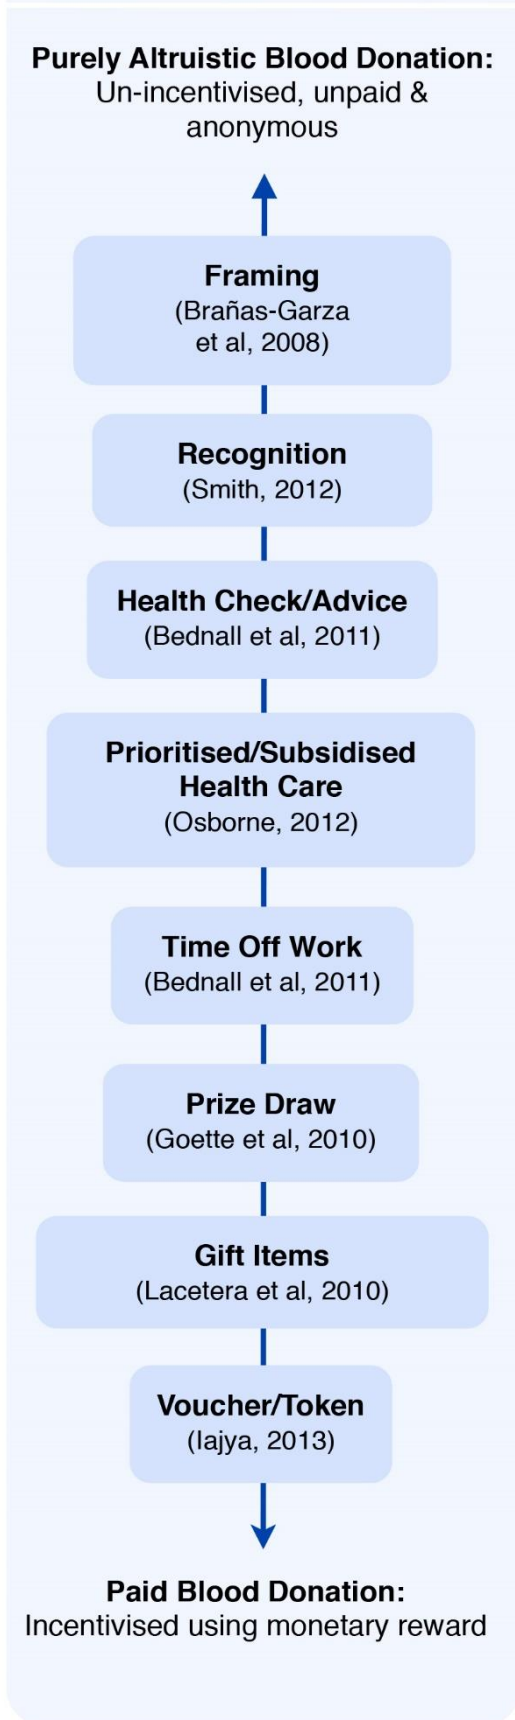 Purely Altruistic Blood Donation:
Un-incentivised, unpaid &
anonymous
Framing
(Brañas-Garza
et al, 2008)
Recognition
(Smith, 2012)
Health Check/Advice
(Bednall et al, 2011)
Prioritised/Subsidised
Health Care
(Osborne, 2012)
Time Off Work
(Bednall et al, 2011)
Prize Draw
(Goette et al, 2010)
Gift Items
(Lacetera et al, 2010)
Voucher/Token
(Iajya, 2013)
Paid Blood Donation:
Incentivised using monetary reward